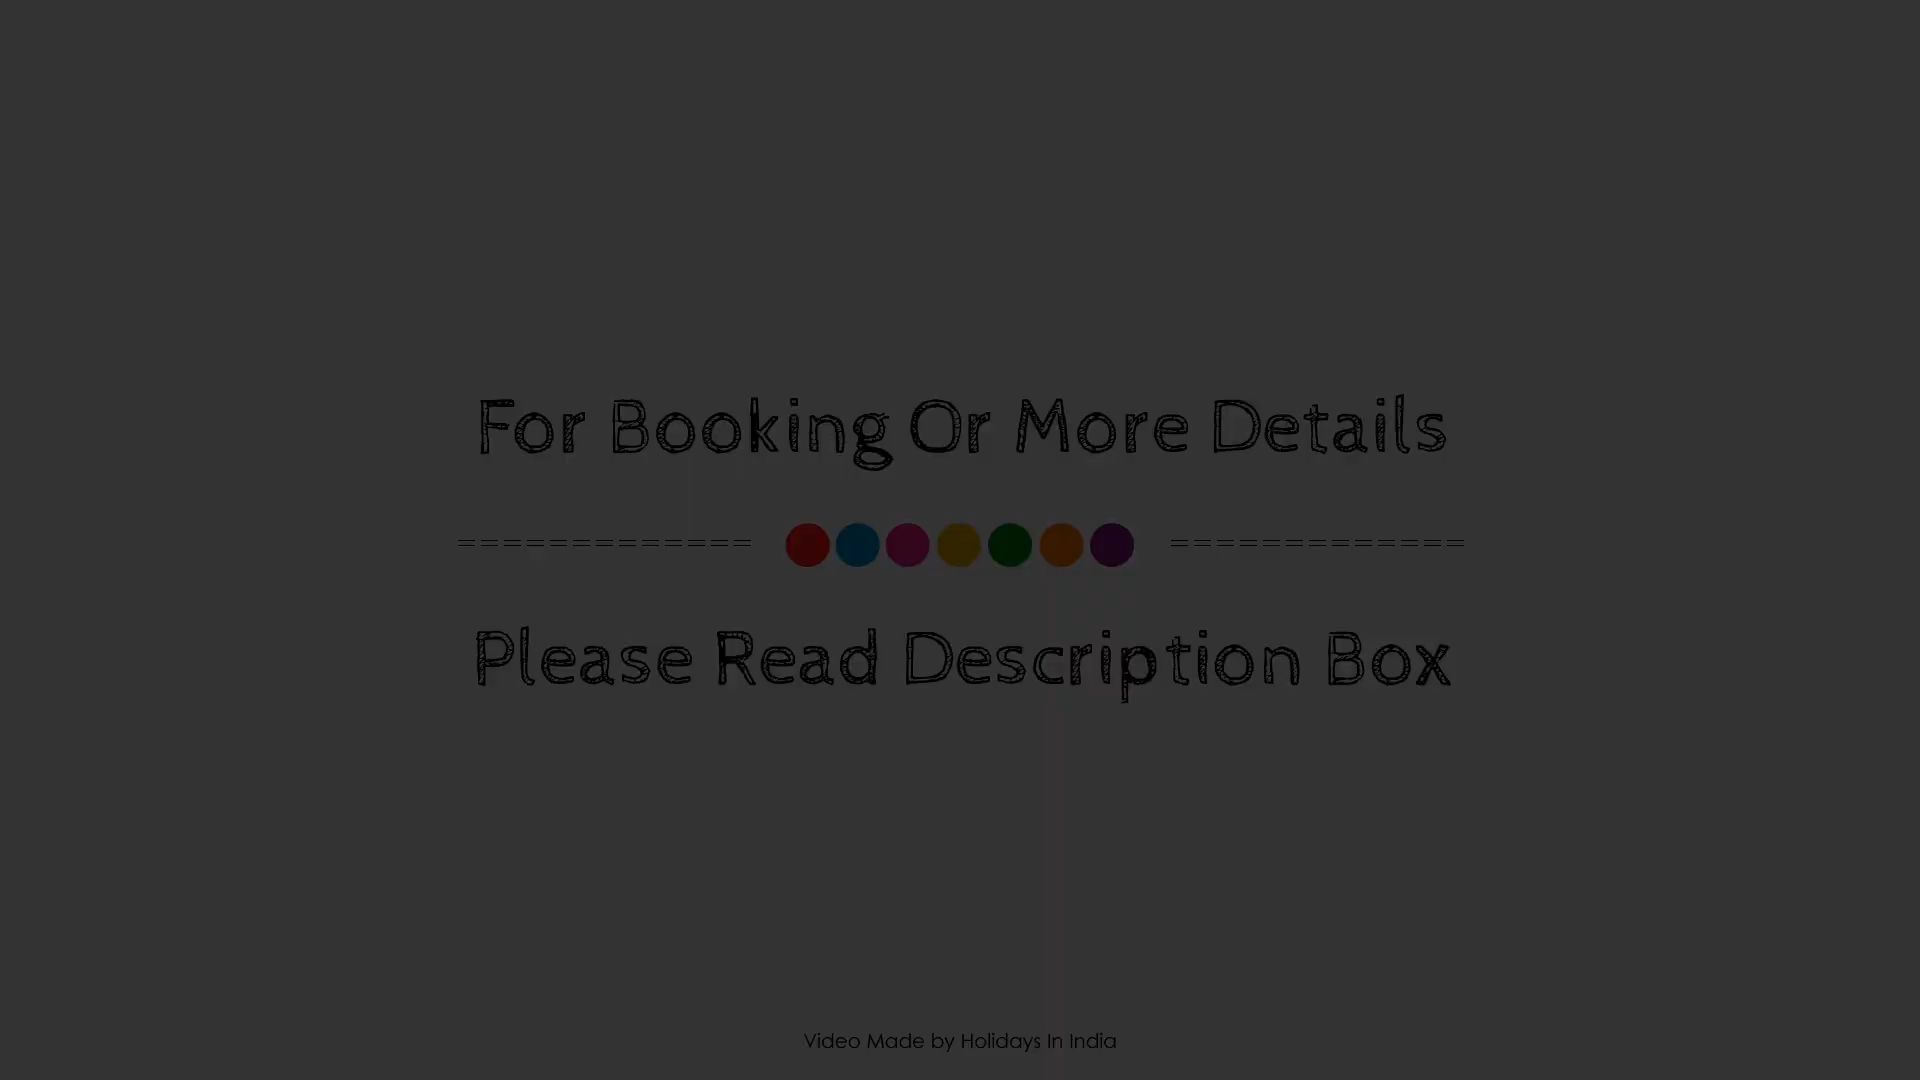 For Booking Or More Details
============= =============
Please Read Description Box
Video Made by Holidays In India